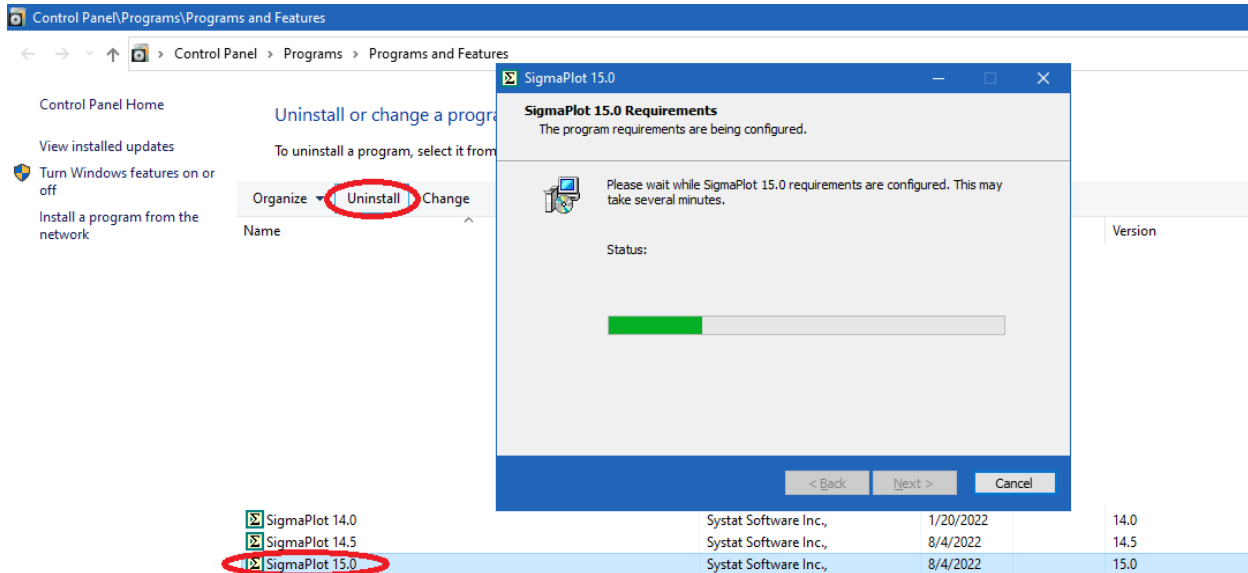 Control Panel\Programs\Programs and Features
Control Panel > Programs > Programs and Features
Control Panel Home
View installed updates
Turn Windows features on or
off
Install a program from the
network
Uninstall or change a progra
To uninstall a program, select it from
Organize Uninstall Change
Name Version
SigmaPlot 15.0
SigmaPlot 15.0 Requirements
The program requirements are being configured.
Please wait while SigmaPlot 15.0 requirements are configured. This may
take several minutes.
Status:
< Back Next > Cancel
SigmaPlot 14.0 Systat Software Inc., 1/20/2022 14.0
SigmaPlot 14.5 Systat Software Inc., 8/4/2022 14.5
SigmaPlot 15.0 Systat Software Inc., 8/4/2022 15.0